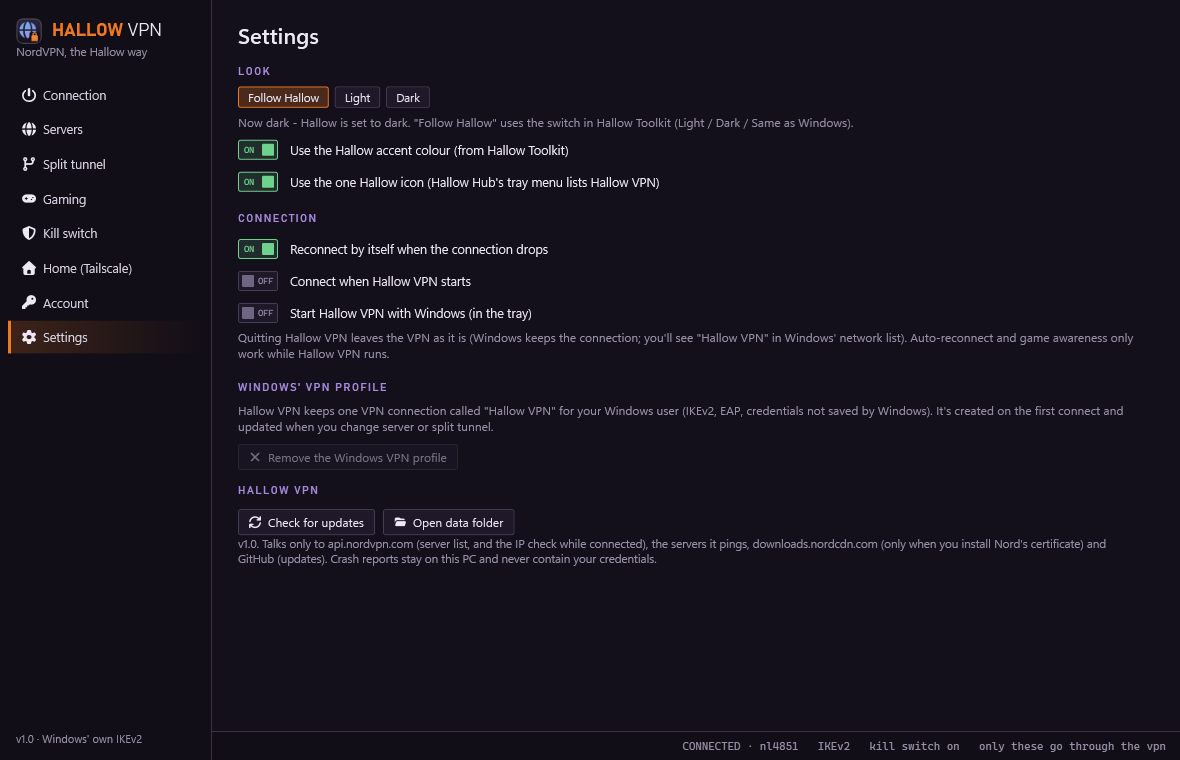 HALLOW VPN
NordVPN, the Hallow way
Connection
Servers
Split tunnel
Gaming
Kill switch
Home (Tailscale)
Account
Settings
v1.0 · Windows' own IKEv2
Settings
LOOK
Follow Hallow Light Dark
Now dark - Hallow is set to dark. "Follow Hallow" uses the switch in Hallow Toolkit (Light / Dark / Same as Windows).
ON Use the Hallow accent colour (from Hallow Toolkit)
ON Use the one Hallow icon (Hallow Hub's tray menu lists Hallow VPN)
CONNECTION
ON Reconnect by itself when the connection drops
OFF Connect when Hallow VPN starts
OFF Start Hallow VPN with Windows (in the tray)
Quitting Hallow VPN leaves the VPN as it is (Windows keeps the connection; you'll see "Hallow VPN" in Windows' network list). Auto-reconnect and game awareness only
work while Hallow VPN runs.
WINDOWS' VPN PROFILE
Hallow VPN keeps one VPN connection called "Hallow VPN" for your Windows user (IKEv2, EAP, credentials not saved by Windows). It's created on the first connect and
updated when you change server or split tunnel.
Remove the Windows VPN profile
HALLOW VPN
Check for updates Open data folder
v1.0. Talks only to api.nordvpn.com (server list, and the IP check while connected), the servers it pings, downloads.nordcdn.com (only when you install Nord's certificate) and
GitHub (updates). Crash reports stay on this PC and never contain your credentials.
CONNECTED · nl4851 IKEv2 kill switch on only these go through the vpn